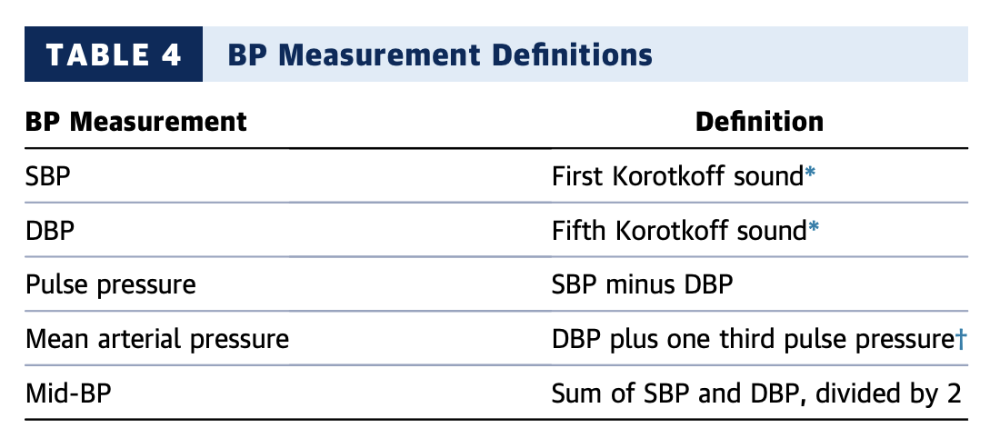 TABLE 4 BP Measurement Definitions
BP Measurement Definition
SBP First Korotkoff sound*
DBP Fifth Korotkoff sound*
Pulse pressure SBP minus DBP
Mean arterial pressure DBP plus one third pulse pressure†
Mid-BP Sum of SBP and DBP, divided by 2